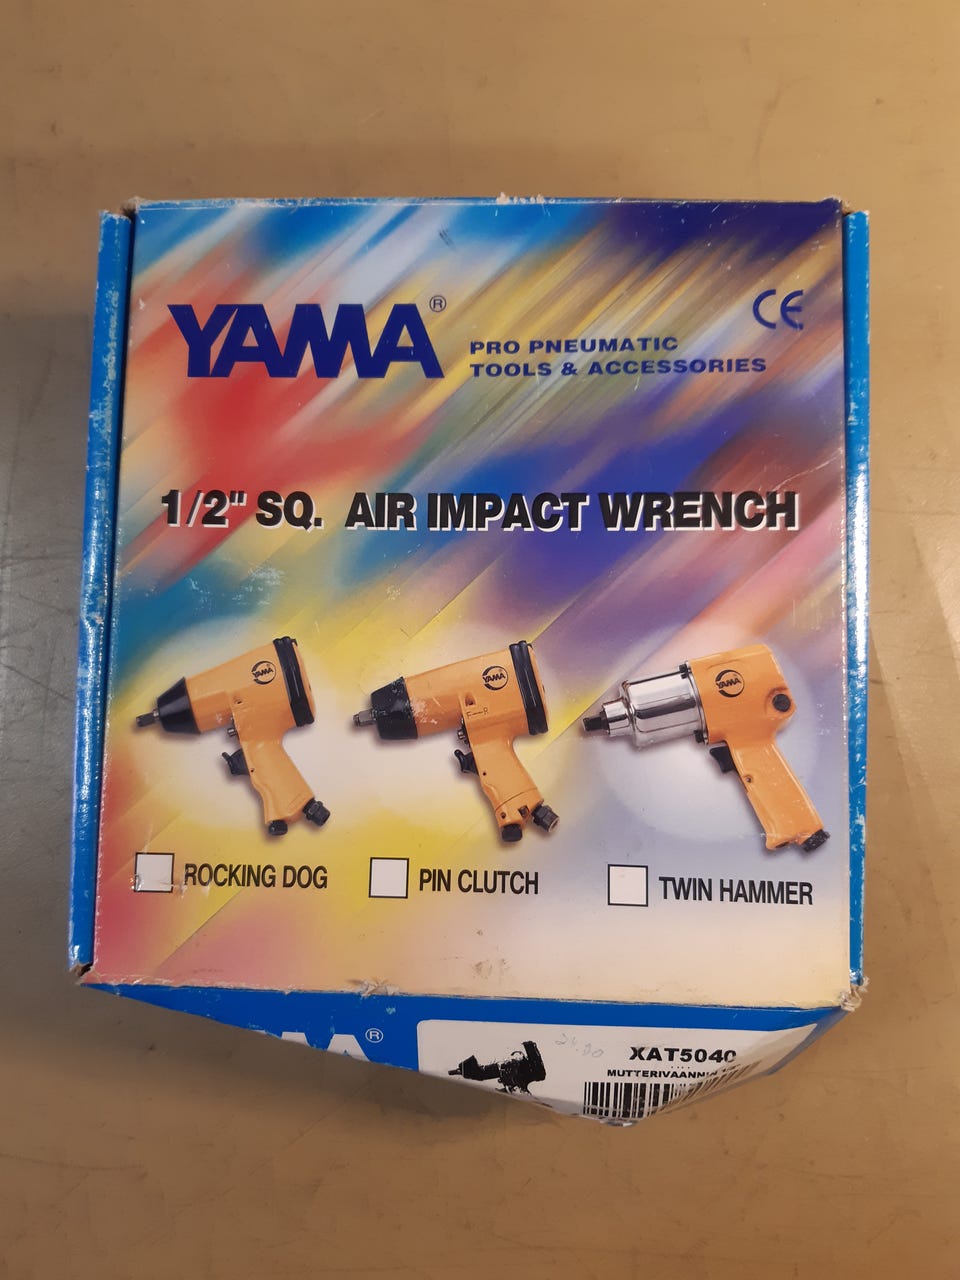 YAMA®
CE
PRO PNEUMATIC
TOOLS & ACCESSORIES
1/2" SQ. AIR IMPACT WRENCH
YAMA
YAMA
F—R
YAMA
ROCKING DOG
PIN CLUTCH
TWIN HAMMER
®
XAT5040